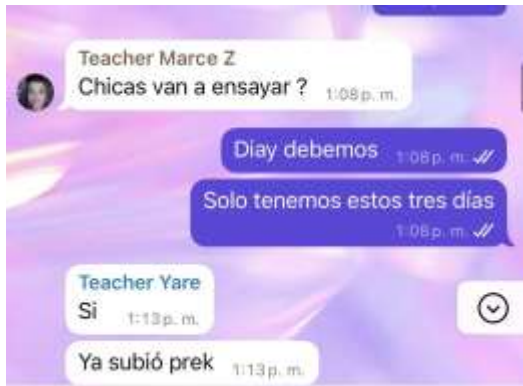 Teacher Marce Z
Chicas van a ensayar ?
1:08 p. m.
Diay debemos
1:08 p. m.
Solo tenemos estos tres días
1:08 p. m.
Teacher Yare
Si
1:13 p. m.
Ya subió prek
1:13 p. m.